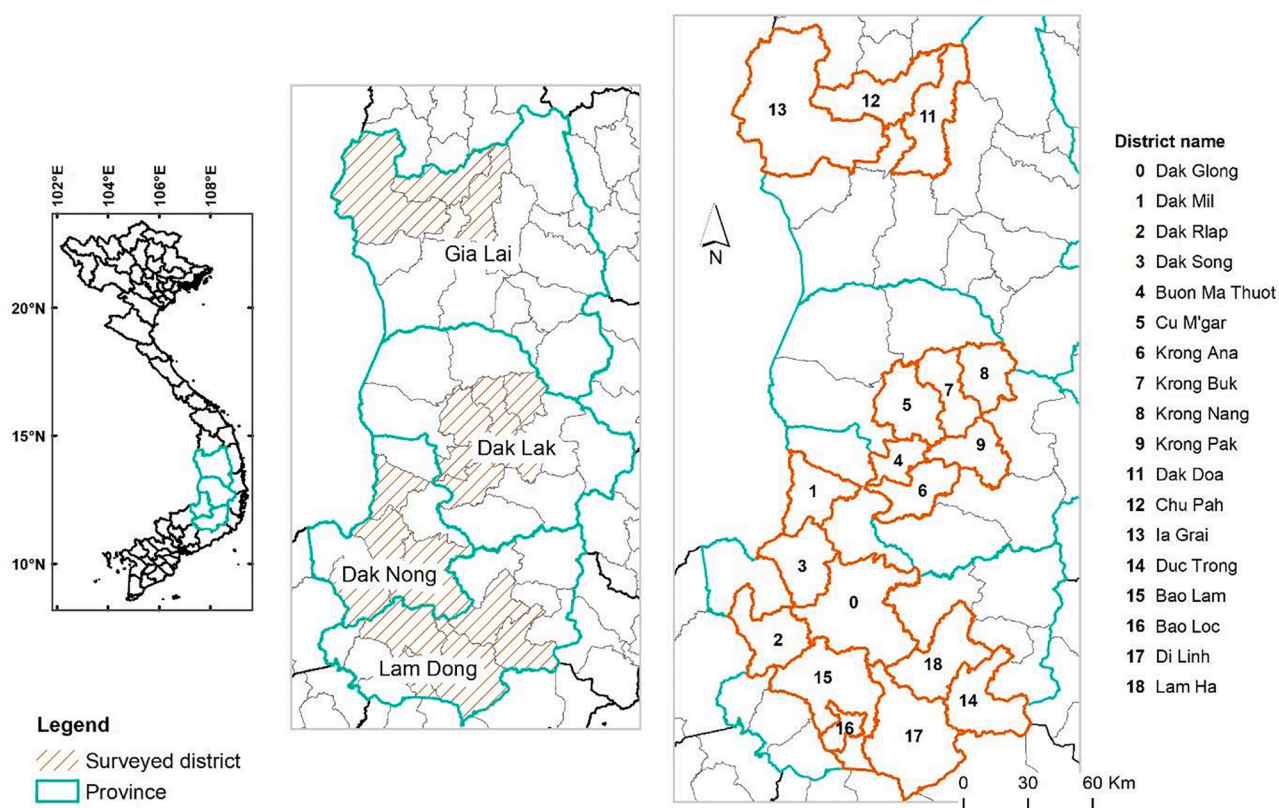 102°E
104°E
106°E
108°E
20°N
15°N
10°N
Gia Lai
Dak Lak
Dak Nong
Lam Dong
Legend
Surveyed district
Province
13
12
11
N
8
7
5
9
4
6
1
3
0
2
18
15
14
16
17
0 30 60 Km
District name
0 Dak Glong
1 Dak Mil
2 Dak Rlap
3 Dak Song
4 Buon Ma Thuot
5 Cu M'gar
6 Krong Ana
7 Krong Buk
8 Krong Nang
9 Krong Pak
11 Dak Doa
12 Chu Pah
13 Ia Grai
14 Duc Trong
15 Bao Lam
16 Bao Loc
17 Di Linh
18 Lam Ha